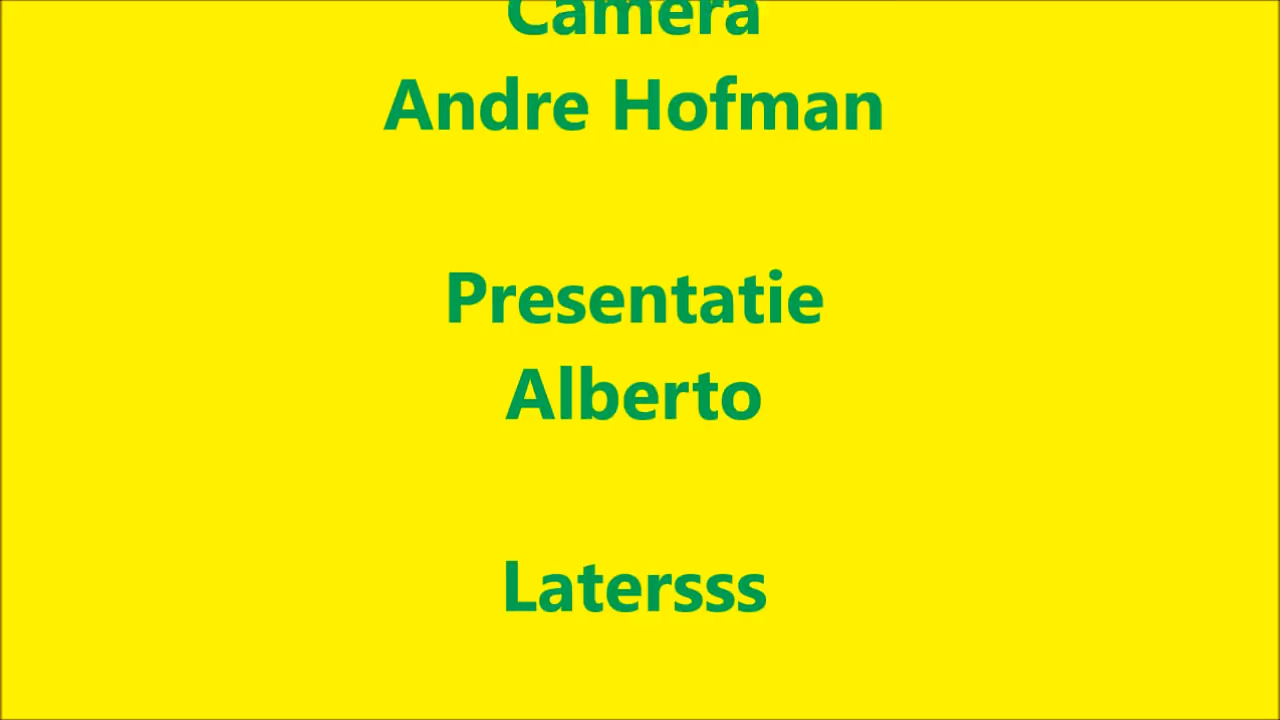 Camera
Andre Hofman
Presentatie
Alberto
Latersss